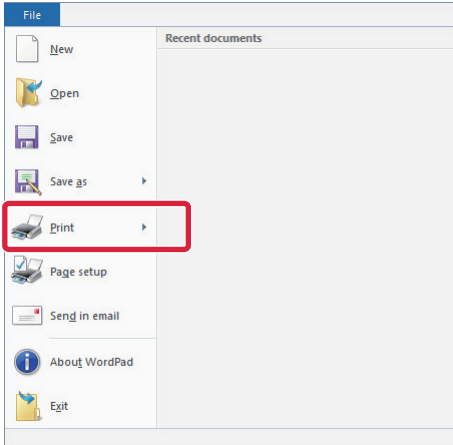 File
Recent documents
New
Open
Save
Save as
Print
Page setup
Send in email
About WordPad
Exit